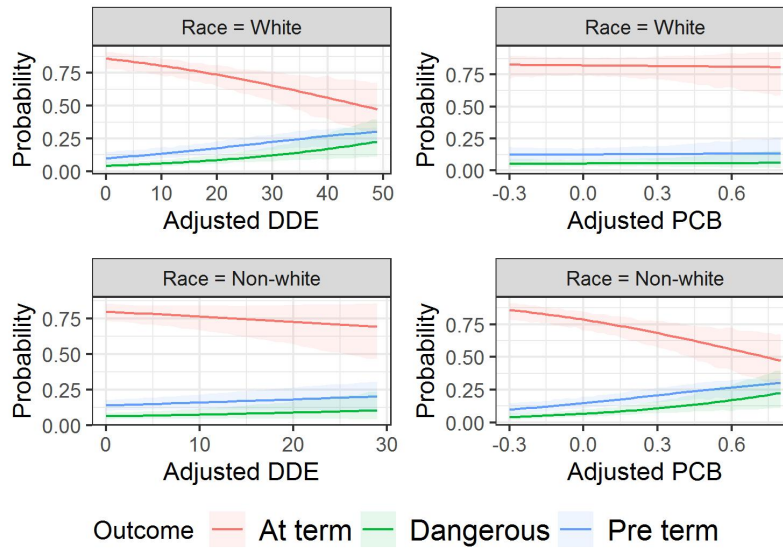 Race = White
Probability
0.75
0.50
0.25
0.00
0 10 20 30 40 50
Adjusted DDE
Race = White
Probability
0.75
0.50
0.25
0.00
-0.3 0.0 0.3 0.6
Adjusted PCB
Race = Non-white
Probability
0.75
0.50
0.25
0.00
0 10 20 30
Adjusted DDE
Race = Non-white
Probability
0.75
0.50
0.25
0.00
-0.3 0.0 0.3 0.6
Adjusted PCB
Outcome At term Dangerous Pre term